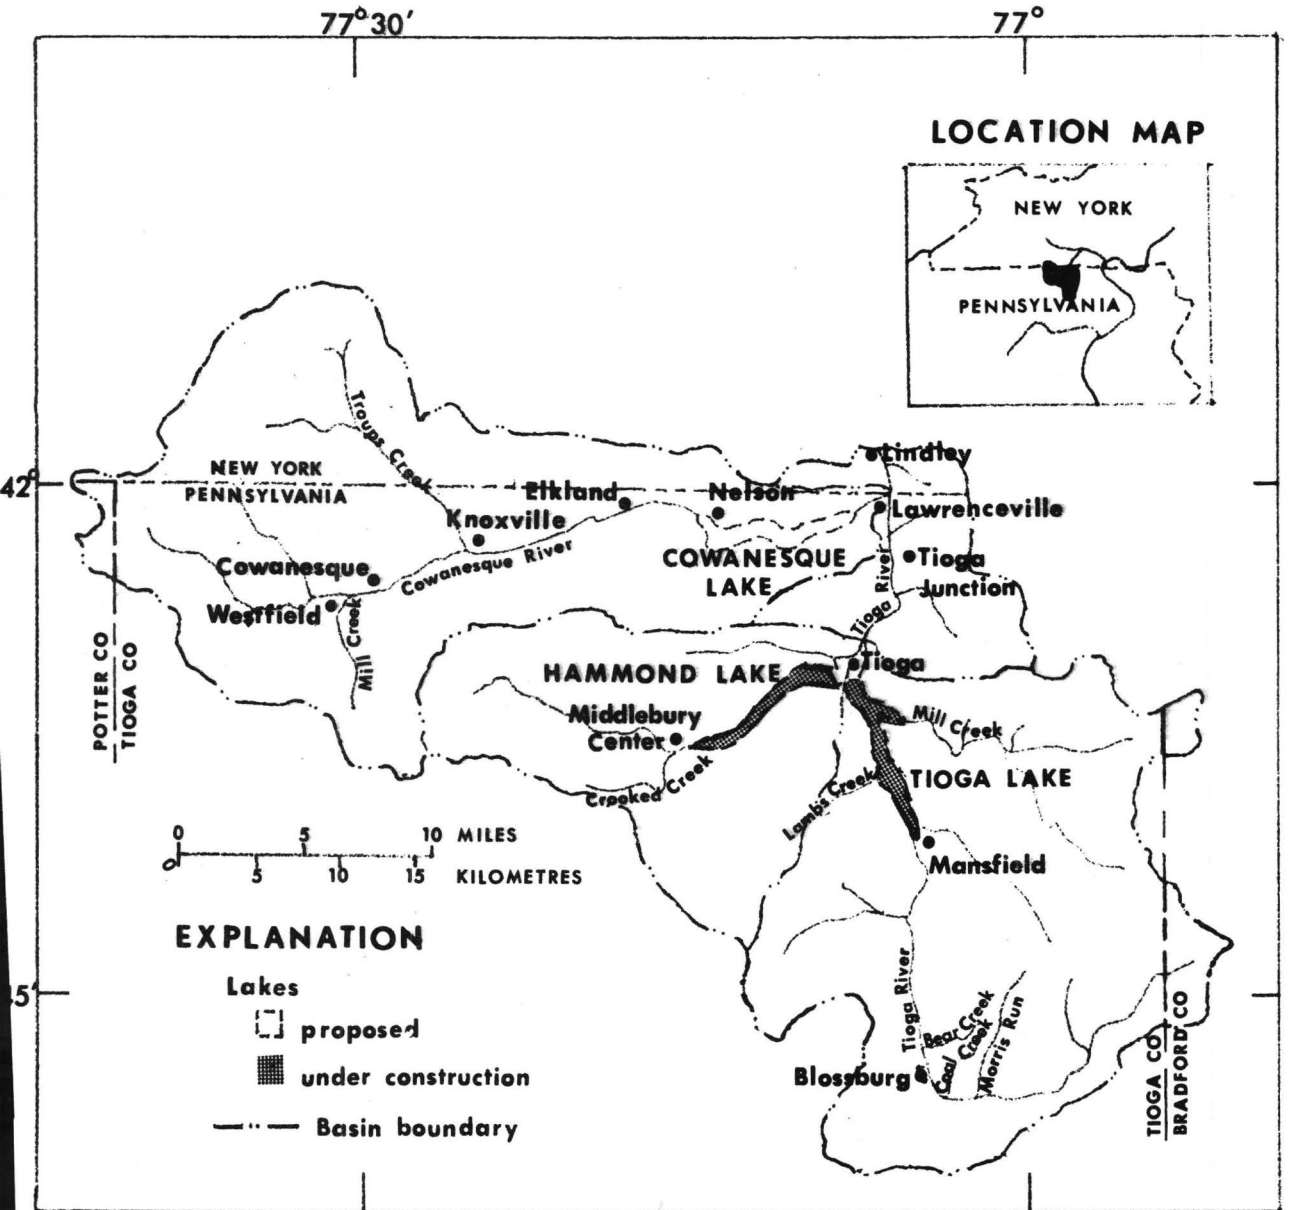 77°30′
77°
LOCATION MAP
NEW YORK
PENNSYLVANIA
Troups Creek
Lindley
42°
NEW YORK
PENNSYLVANIA
Elkland
Nelson
Lawrenceville
Knoxville
Cowanesque River
COWANESQUE
LAKE
Tioga
Junction
Cowanesque
Westfield
Mill Creek
Tioga River
POTTER CO
TIOGA CO
HAMMOND LAKE
Tioga
Middlebury
Center
Mill Creek
Crooked Creek
Lambs Creek
TIOGA LAKE
0 5 10 MILES
0 5 10 15 KILOMETRES
Mansfield
EXPLANATION
Lakes
proposed
under construction
Basin boundary
5′
Tioga River
Bear Creek
Coal Creek
Morris Run
Blossburg
TIOGA CO
BRADFORD CO